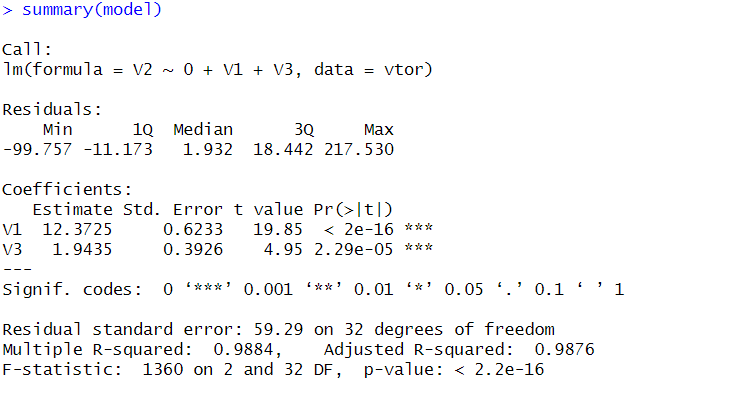 > summary(model)
Call:
lm(formula = V2 ~ 0 + V1 + V3, data = vtor)
Residuals:
    Min      1Q  Median      3Q     Max
-99.757 -11.173   1.932  18.442 217.530
Coefficients:
   Estimate Std. Error t value Pr(>|t|)
V1  12.3725     0.6233   19.85  < 2e-16 ***
V3   1.9435     0.3926    4.95 2.29e-05 ***
---
Signif. codes:  0 ‘***’ 0.001 ‘**’ 0.01 ‘*’ 0.05 ‘.’ 0.1 ‘ ’ 1
Residual standard error: 59.29 on 32 degrees of freedom
Multiple R-squared:  0.9884,    Adjusted R-squared:  0.9876
F-statistic:  1360 on 2 and 32 DF,  p-value: < 2.2e-16